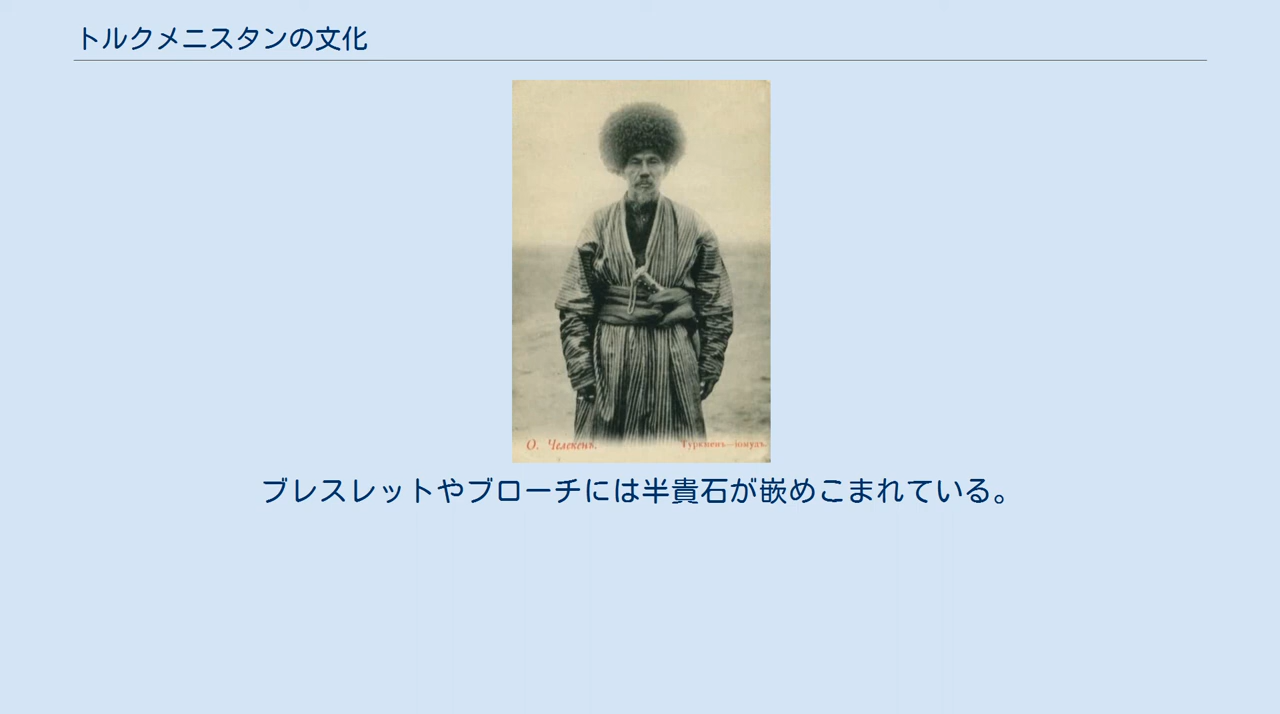 トルクメニスタンの文化
О. Челекенъ.
Туркменъ—іомудъ.
ブレスレットやブローチには半貴石が嵌めこまれている。